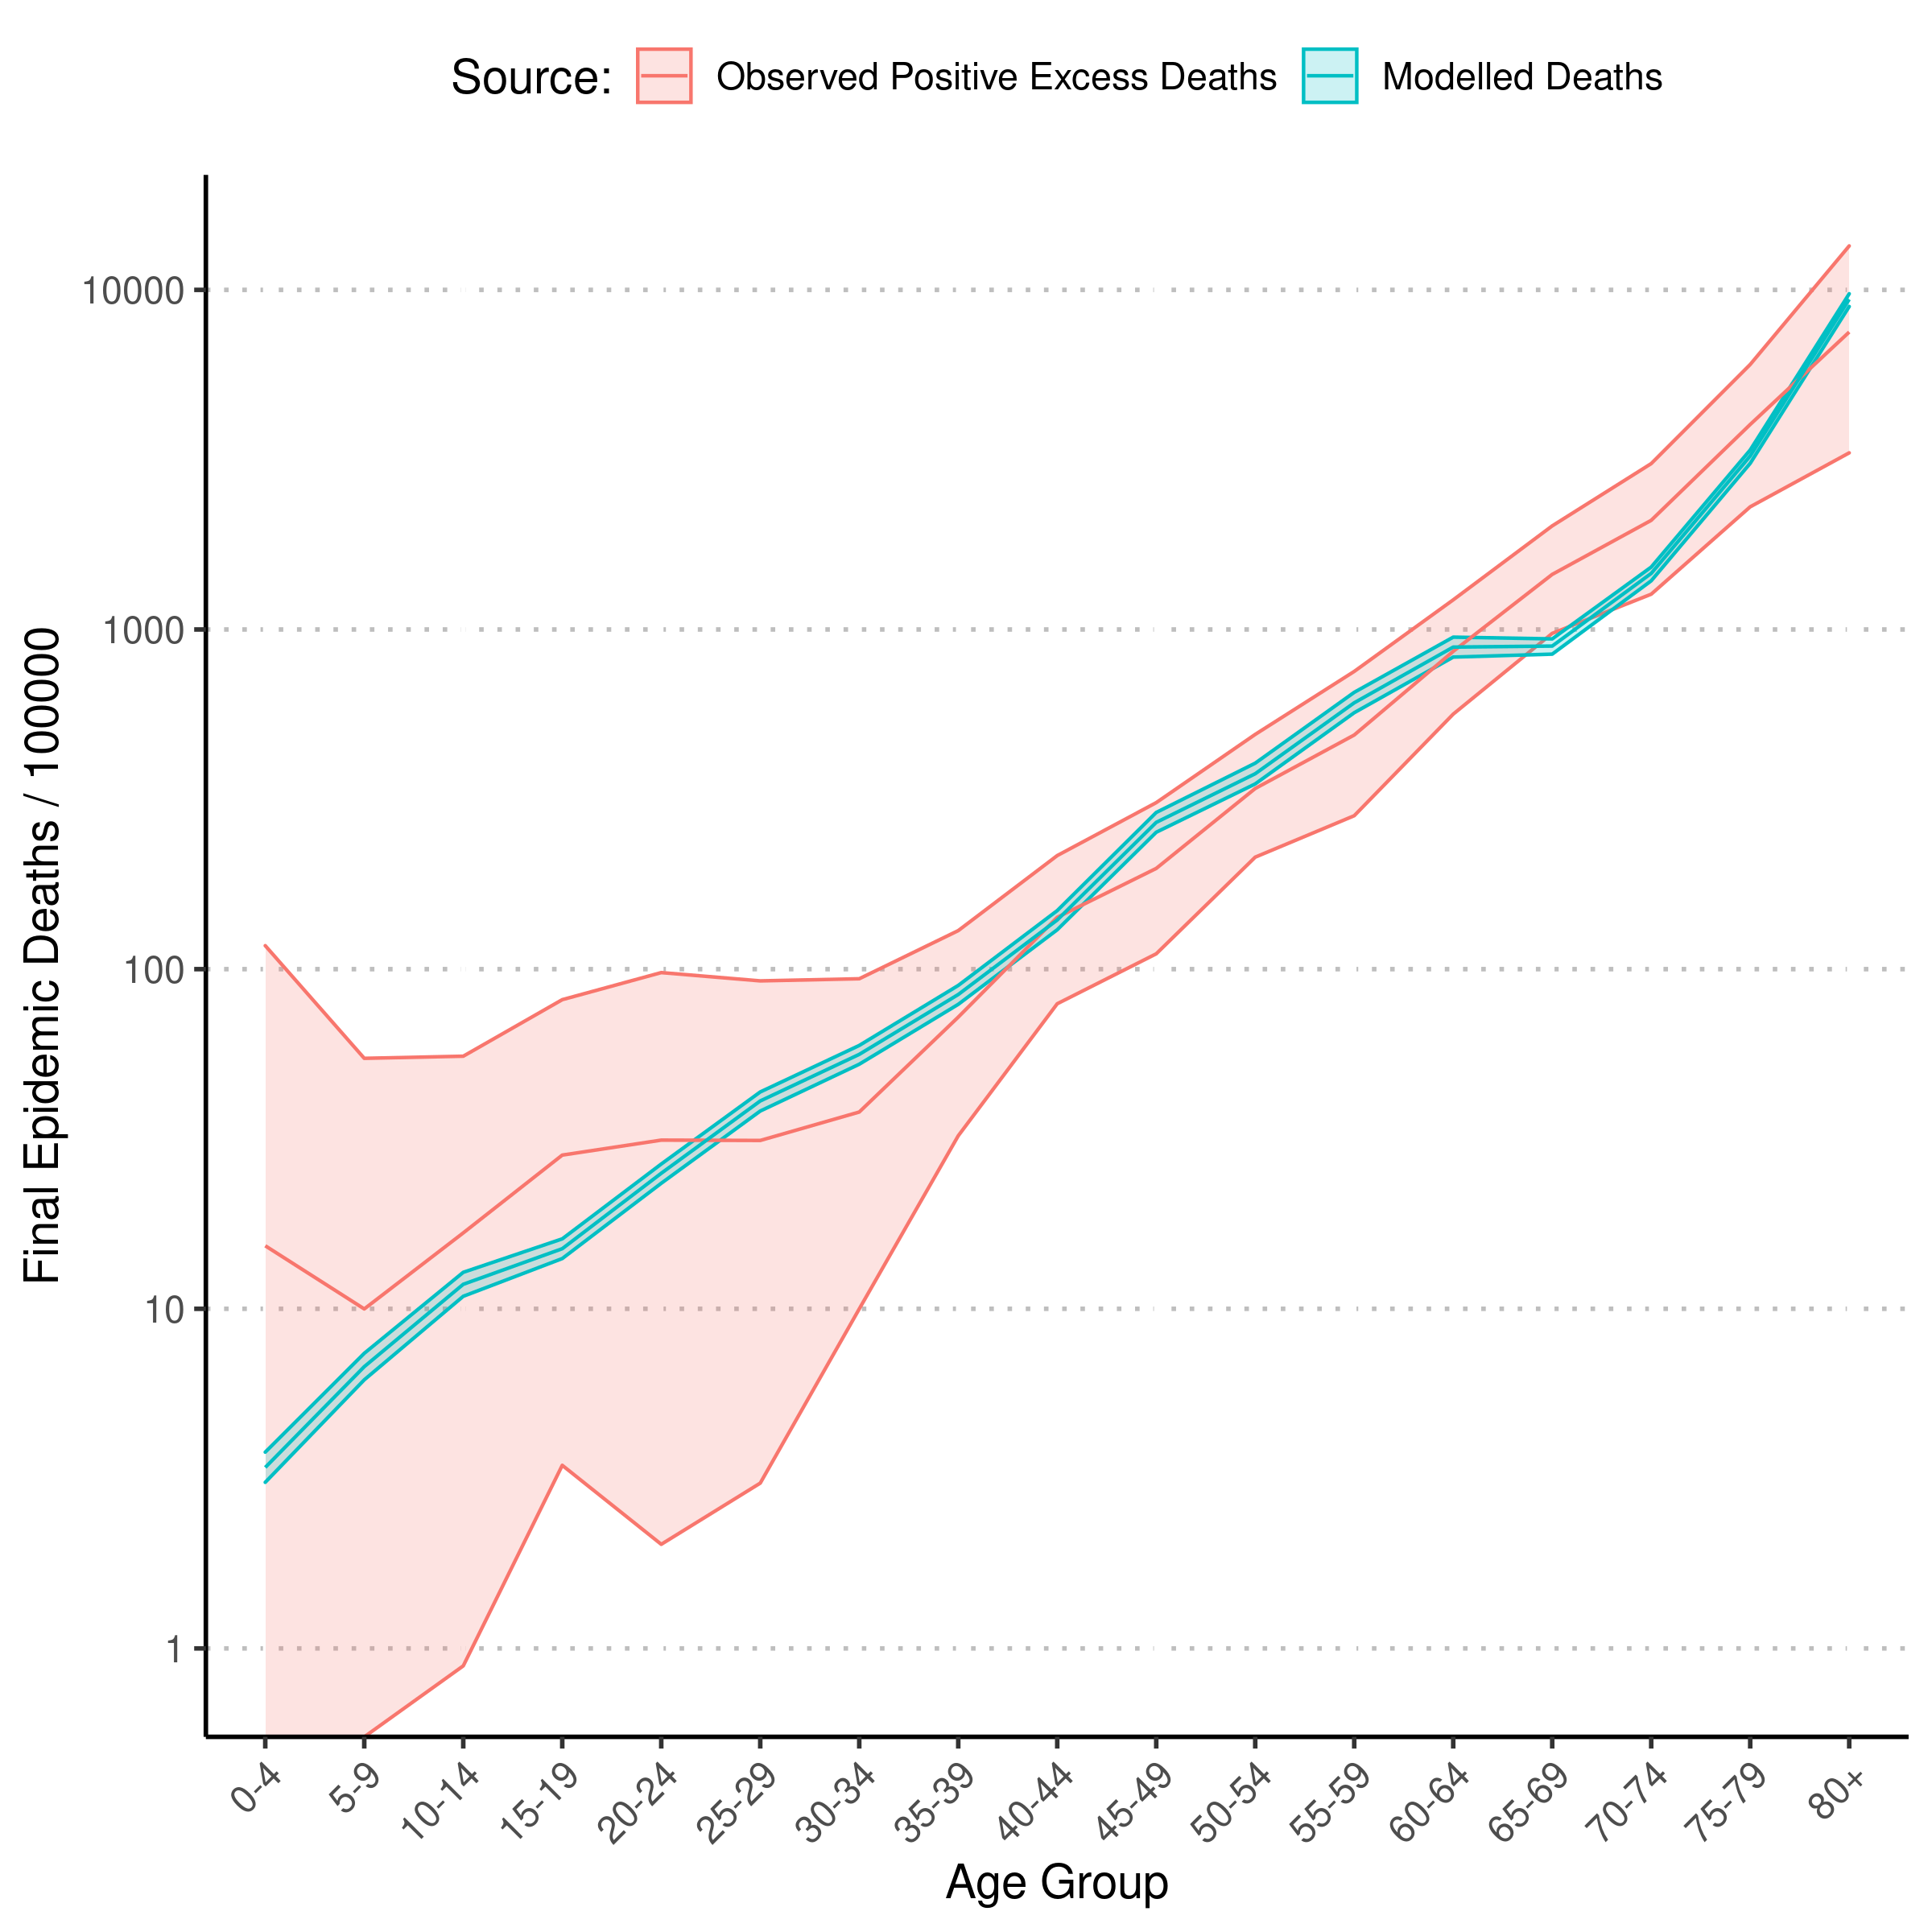 Source: Observed Positive Excess Deaths Modelled Deaths
Final Epidemic Deaths / 100000
10000
1000
100
10
1
0-4 5-9 10-14 15-19 20-24 25-29 30-34 35-39 40-44 45-49 50-54 55-59 60-64 65-69 70-74 75-79 80+
Age Group